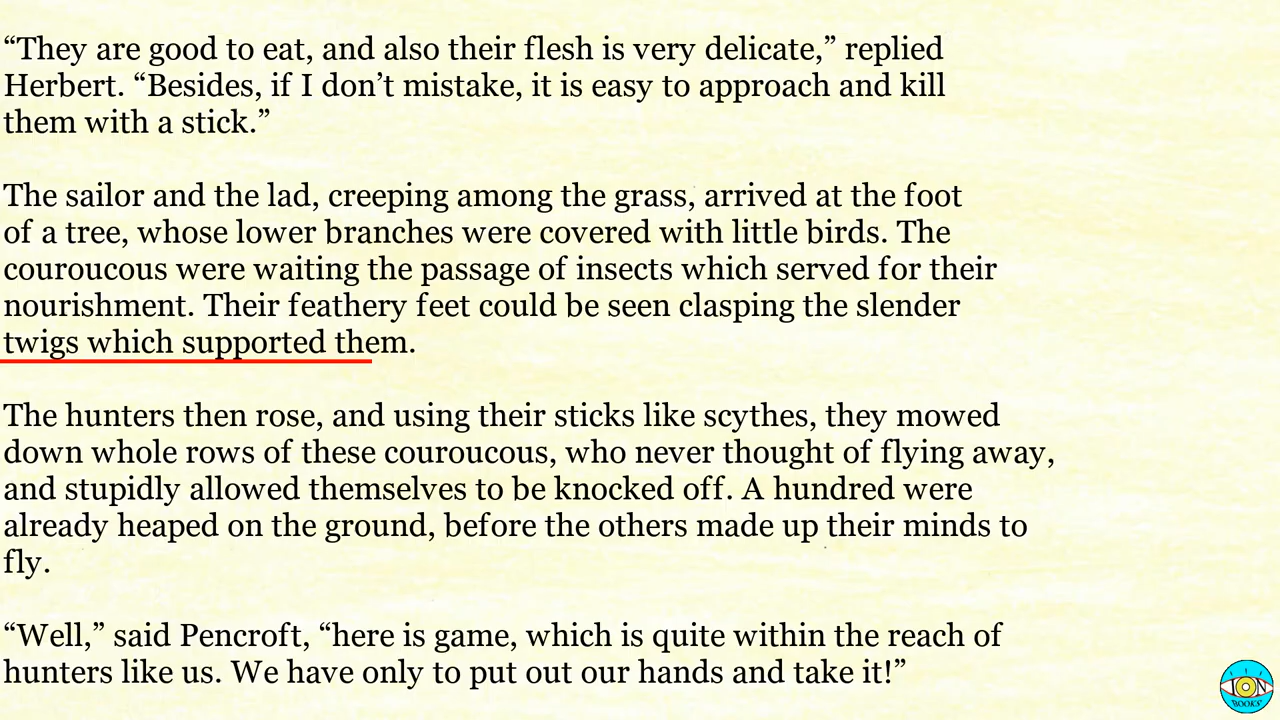 “They are good to eat, and also their flesh is very delicate,” replied
Herbert. “Besides, if I don’t mistake, it is easy to approach and kill
them with a stick.”
The sailor and the lad, creeping among the grass, arrived at the foot
of a tree, whose lower branches were covered with little birds. The
couroucous were waiting the passage of insects which served for their
nourishment. Their feathery feet could be seen clasping the slender
twigs which supported them.
The hunters then rose, and using their sticks like scythes, they mowed
down whole rows of these couroucous, who never thought of flying away,
and stupidly allowed themselves to be knocked off. A hundred were
already heaped on the ground, before the others made up their minds to
fly.
“Well,” said Pencroft, “here is game, which is quite within the reach of
hunters like us. We have only to put out our hands and take it!”
ION
BOOKS